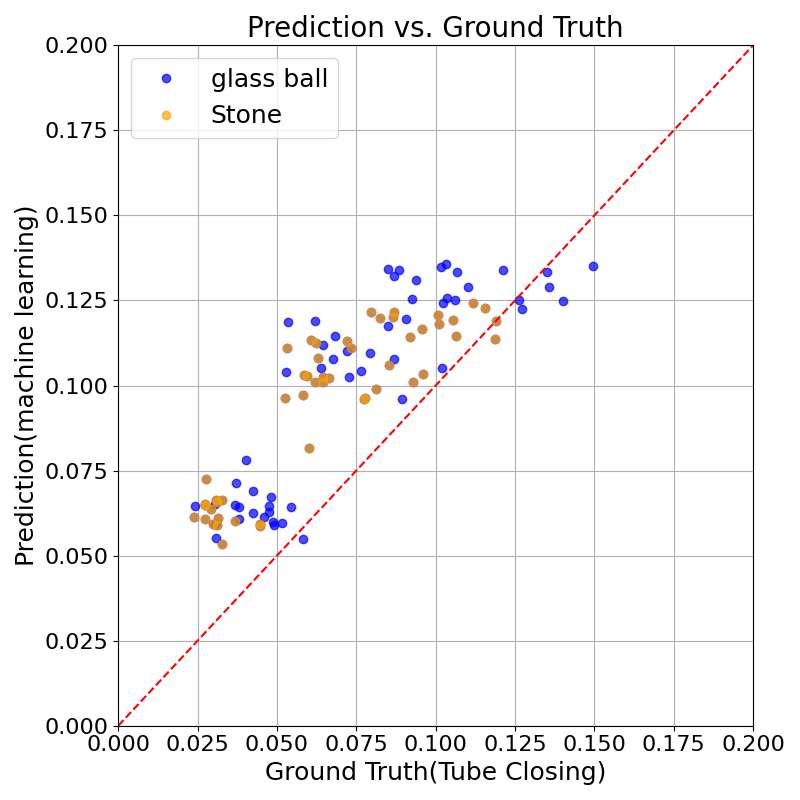 Prediction vs. Ground Truth
glass ball
Stone
Prediction(machine learning)
0.200
0.175
0.150
0.125
0.100
0.075
0.050
0.025
0.000
0.000 0.025 0.050 0.075 0.100 0.125 0.150 0.175 0.200
Ground Truth(Tube Closing)